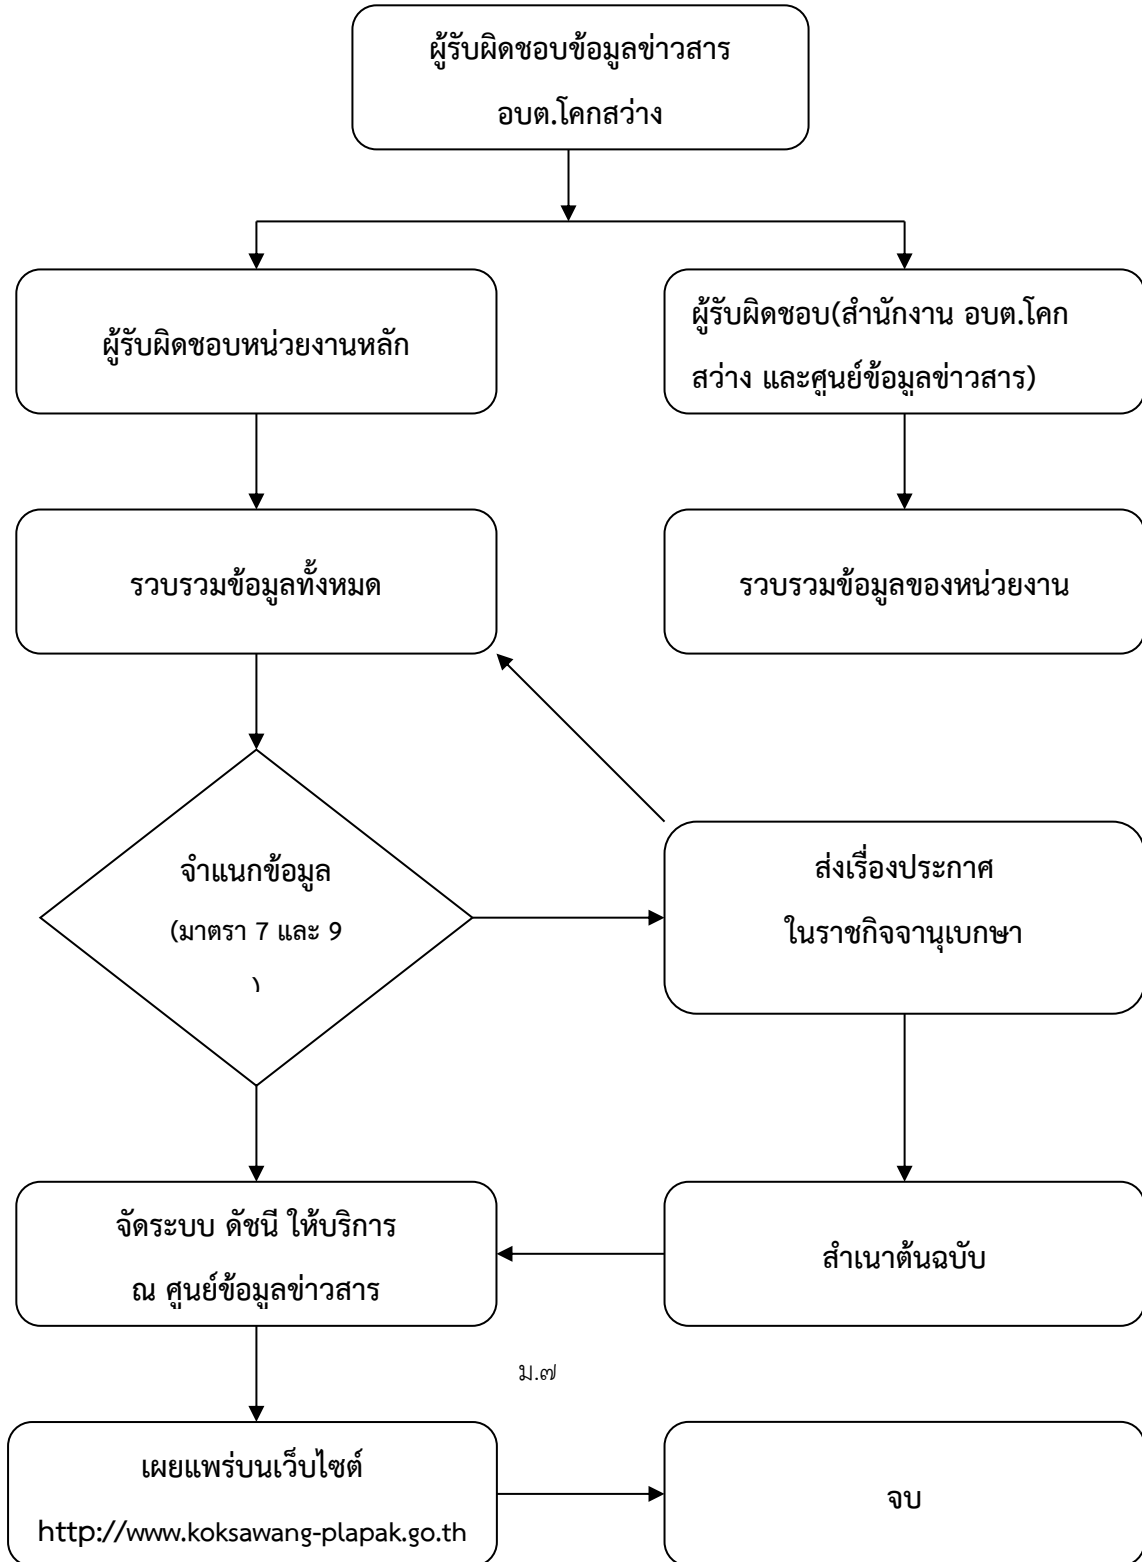 ผู้รับผิดชอบข้อมูลข่าวสาร
อบต.โคกสว่าง
ผู้รับผิดชอบหน่วยงานหลัก
ผู้รับผิดชอบ(สำนักงาน อบต.โคก
สว่าง และศูนย์ข้อมูลข่าวสาร)
รวบรวมข้อมูลทั้งหมด
รวบรวมข้อมูลของหน่วยงาน
จำแนกข้อมูล
(มาตรา 7 และ 9
)
ส่งเรื่องประกาศ
ในราชกิจจานุเบกษา
จัดระบบ ดัชนี ให้บริการ
ณ ศูนย์ข้อมูลข่าวสาร
สำเนาต้นฉบับ
ม.๗
เผยแพร่บนเว็บไซต์
http://www.koksawang-plapak.go.th
จบ